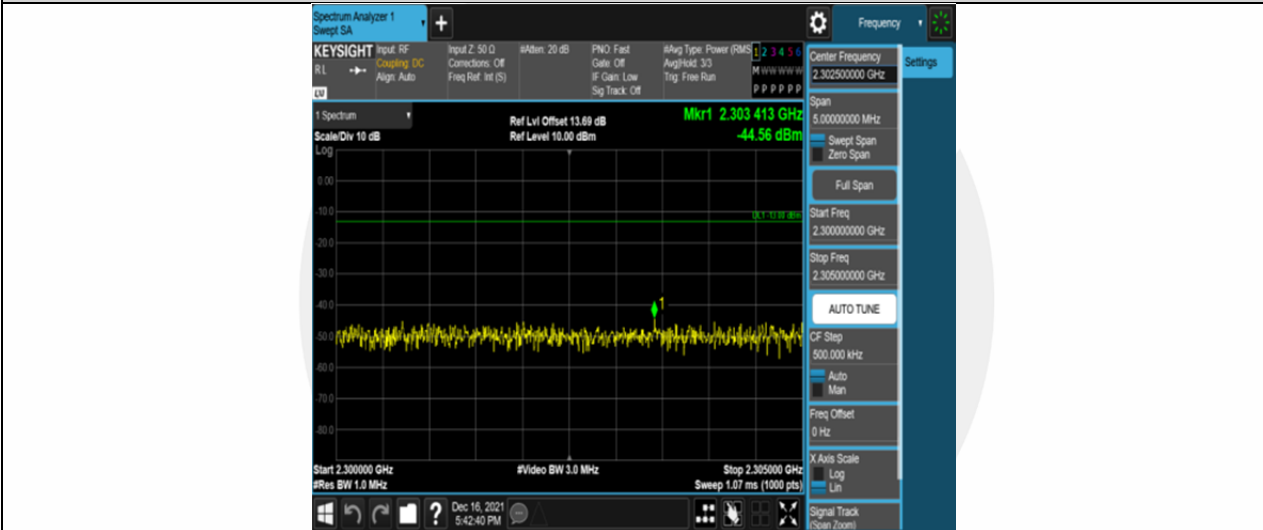 Spectrum Analyzer 1
Swept SA
+
Frequency
KEYSIGHT
RL
LV
Input: RF
Coupling: DC
Align: Auto
Input Z: 50 Ω
Corrections: Off
Freq Ref: Int (S)
#Atten: 20 dB
PNO: Fast
Gate: Off
IF Gain: Low
Sig Track: Off
#Avg Type: Power (RMS
Avg|Hold: 3/3
Trig: Free Run
1 2 3 4 5 6
M W W W W W
P P P P P P
1 Spectrum
Scale/Div 10 dB
Log
Ref Lvl Offset 13.69 dB
Ref Level 10.00 dBm
Mkr1 2.303 413 GHz
-44.56 dBm
0.00
-10.0
DL1 -13.00 dBm
-20.0
-30.0
-40.0
1
-50.0
-60.0
-70.0
-80.0
Start 2.300000 GHz
#Video BW 3.0 MHz
Stop 2.305000 GHz
#Res BW 1.0 MHz
Sweep 1.07 ms (1000 pts)
Dec 16, 2021
5:42:40 PM
Settings
Center Frequency
2.302500000 GHz
Span
5.00000000 MHz
Swept Span
Zero Span
Full Span
Start Freq
2.300000000 GHz
Stop Freq
2.305000000 GHz
AUTO TUNE
CF Step
500.000 kHz
Auto
Man
Freq Offset
0 Hz
X Axis Scale
Log
Lin
Signal Track
(Span Zoom)